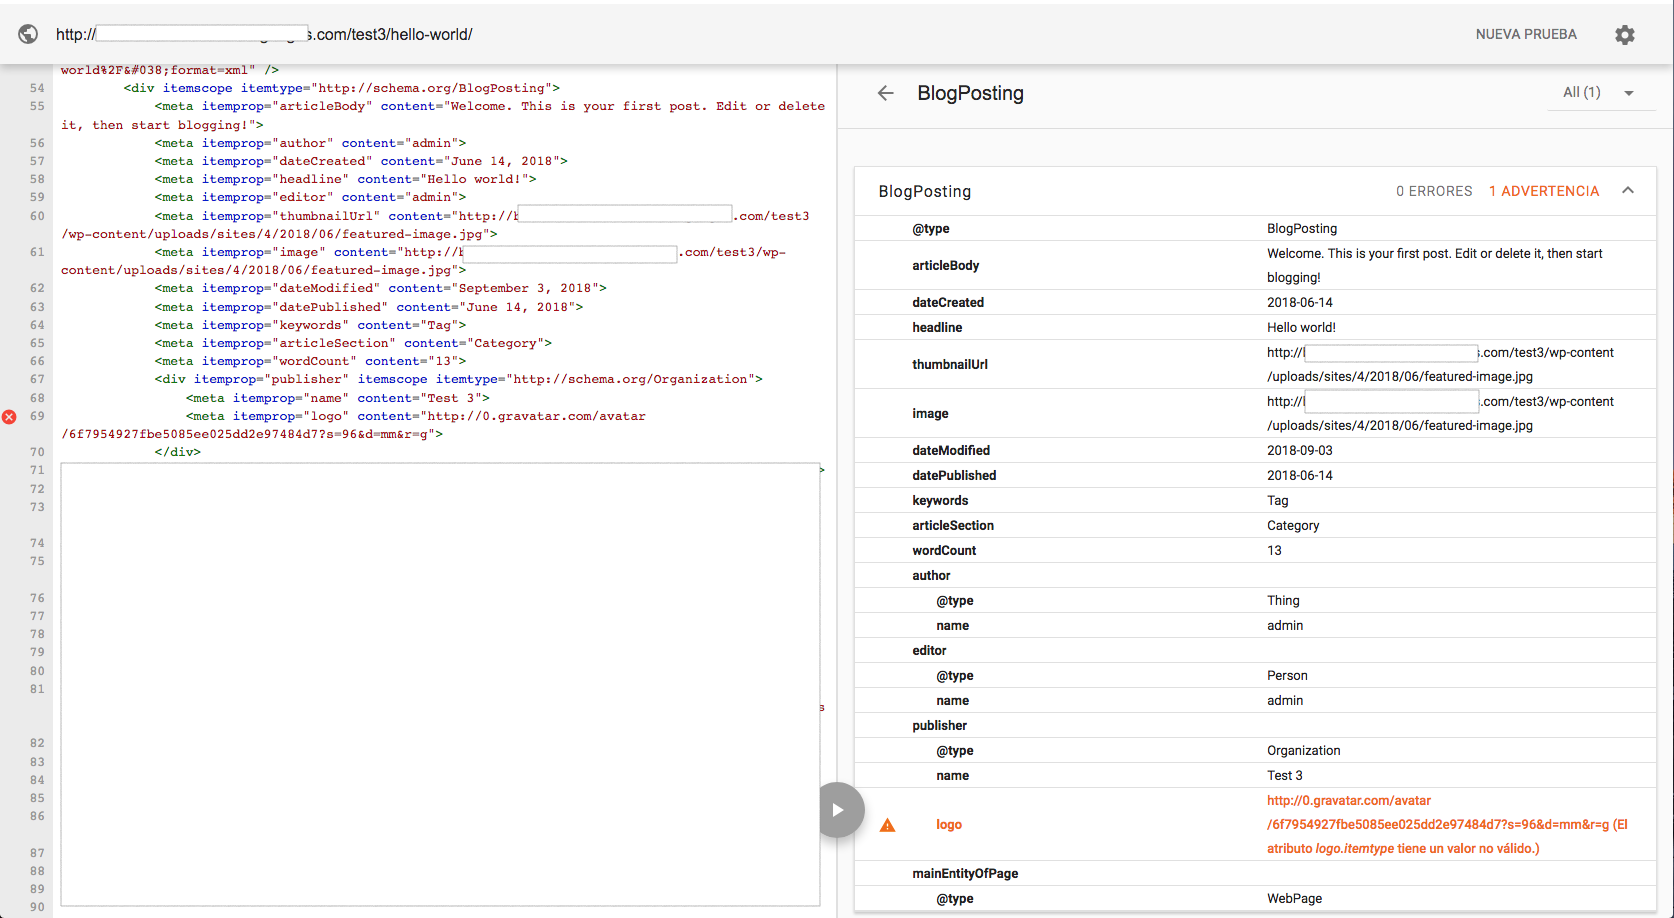 http:// s.com/test3/hello-world/
NUEVA PRUEBA
world%2F&#038;format=xml" />
54 <div itemscope itemtype="http://schema.org/BlogPosting">
55 <meta itemprop="articleBody" content="Welcome. This is your first post. Edit or delete
it, then start blogging!">
56 <meta itemprop="author" content="admin">
57 <meta itemprop="dateCreated" content="June 14, 2018">
58 <meta itemprop="headline" content="Hello world!">
59 <meta itemprop="editor" content="admin">
60 <meta itemprop="thumbnailUrl" content="http:// .com/test3
/wp-content/uploads/sites/4/2018/06/featured-image.jpg">
61 <meta itemprop="image" content="http:// .com/test3/wp-
content/uploads/sites/4/2018/06/featured-image.jpg">
62 <meta itemprop="dateModified" content="September 3, 2018">
63 <meta itemprop="datePublished" content="June 14, 2018">
64 <meta itemprop="keywords" content="Tag">
65 <meta itemprop="articleSection" content="Category">
66 <meta itemprop="wordCount" content="13">
67 <div itemprop="publisher" itemscope itemtype="http://schema.org/Organization">
68 <meta itemprop="name" content="Test 3">
69 <meta itemprop="logo" content="http://0.gravatar.com/avatar
/6f7954927fbe5085ee025dd2e97484d7?s=96&d=mm&r=g">
70 </div>
71 >
72
73
74
75
76
77
78
79
80
81
s
82
83
84
85
86
87
88
89
90
BlogPosting
All (1)
BlogPosting 0 ERRORES 1 ADVERTENCIA
@type BlogPosting
articleBody Welcome. This is your first post. Edit or delete it, then start
blogging!
dateCreated 2018-06-14
headline Hello world!
thumbnailUrl http:// s.com/test3/wp-content
/uploads/sites/4/2018/06/featured-image.jpg
image http:// s.com/test3/wp-content
/uploads/sites/4/2018/06/featured-image.jpg
dateModified 2018-09-03
datePublished 2018-06-14
keywords Tag
articleSection Category
wordCount 13
author
@type Thing
name admin
editor
@type Person
name admin
publisher
@type Organization
name Test 3
logo http://0.gravatar.com/avatar
/6f7954927fbe5085ee025dd2e97484d7?s=96&d=mm&r=g (El
atributo logo.itemtype tiene un valor no válido.)
mainEntityOfPage
@type WebPage